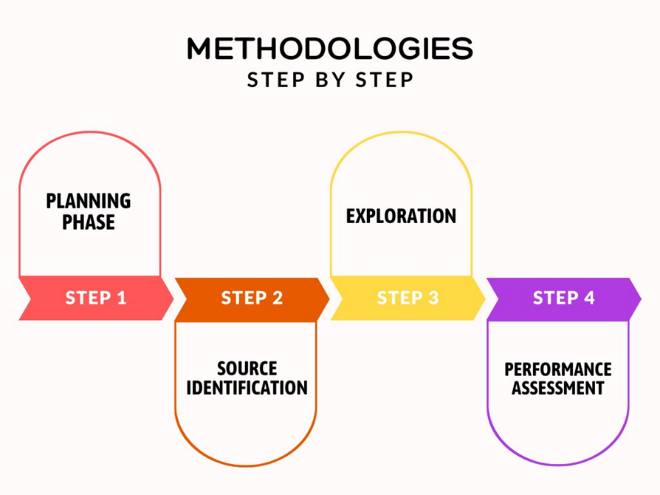 METHODOLOGIES
STEP BY STEP
PLANNING
PHASE
STEP 1
STEP 2
SOURCE
IDENTIFICATION
EXPLORATION
STEP 3
STEP 4
PERFORMANCE
ASSESSMENT